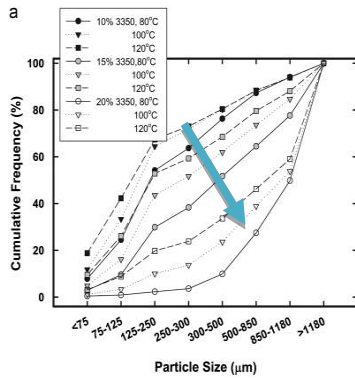 a
10% 3350, 80°C
100°C
120°C
15% 3350,80°C
100°C
120°C
20% 3350, 80°C
100°C
120°C
Cumulative Frequency (%)
100
80
60
40
20
0
<75
75-125
125-250
250-300
300-500
500-850
850-1180
>1180
Particle Size (μm)